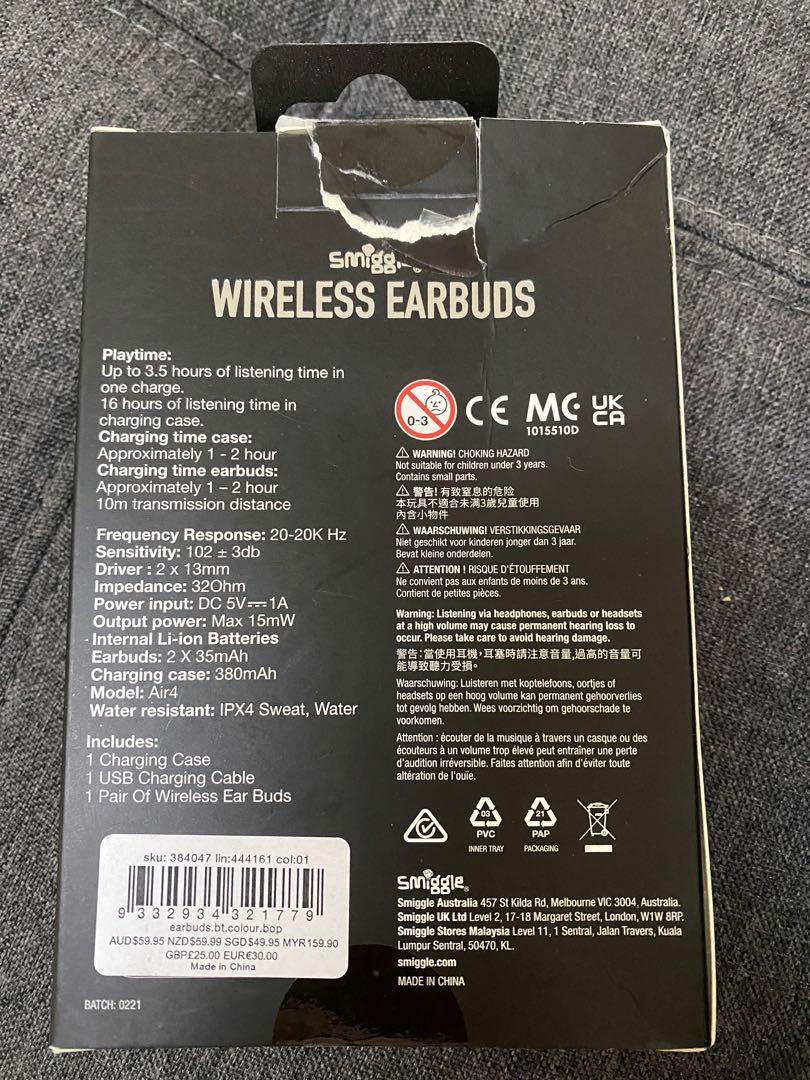 smiggle
WIRELESS EARBUDS
Playtime:
Up to 3.5 hours of listening time in
one charge.
16 hours of listening time in
charging case.
Charging time case:
Approximately 1 - 2 hour
Charging time earbuds:
Approximately 1 – 2 hour
10m transmission distance
Frequency Response: 20-20K Hz
Sensitivity: 102 ± 3db
Driver : 2 x 13mm
Impedance: 32Ohm
Power input: DC 5V⎓1A
Output power: Max 15mW
Internal Li-ion Batteries
Earbuds: 2 X 35mAh
Charging case: 380mAh
Model: Air4
Water resistant: IPX4 Sweat, Water
Includes:
1 Charging Case
1 USB Charging Cable
1 Pair Of Wireless Ear Buds
sku: 384047 lin:444161 col:01
9 332934 321779
earbuds.bt.colour.bop
AUD$59.95 NZD$59.99 SGD$49.95 MYR159.90
GBP£25.00 EUR€30.00
Made in China
BATCH: 0221
0-3 CE MC UK
CA
1015510D
⚠ WARNING! CHOKING HAZARD
Not suitable for children under 3 years.
Contains small parts.
⚠ 警告! 有致窒息的危险
本玩具不適合未满3歲兒童使用
內含小物件
⚠ WAARSCHUWING! VERSTIKKINGSGEVAAR
Niet geschikt voor kinderen jonger dan 3 jaar.
Bevat kleine onderdelen.
⚠ ATTENTION ! RISQUE D'ÉTOUFFEMENT
Ne convient pas aux enfants de moins de 3 ans.
Contient de petites pièces.
Warning: Listening via headphones, earbuds or headsets
at a high volume may cause permanent hearing loss to
occur. Please take care to avoid hearing damage.
警告:當使用耳機,耳塞時請注意音量,過高的音量可
能導致聽力受損。
Waarschuwing: Luisteren met koptelefoons, oortjes of
headsets op een hoog volume kan permanent gehoorverlies
tot gevolg hebben. Wees voorzichtig om gehoorschade te
voorkomen.
Attention : écouter de la musique à travers un casque ou des
écouteurs à un volume trop élevé peut entraîner une perte
d'audition irréversible. Faites attention afin d'éviter toute
altération de l'ouïe.
03 21
PVC PAP
INNER TRAY PACKAGING
smiggle
Smiggle Australia 457 St Kilda Rd, Melbourne VIC 3004, Australia.
Smiggle UK Ltd Level 2, 17-18 Margaret Street, London, W1W 8RP.
Smiggle Stores Malaysia Level 11, 1 Sentral, Jalan Travers, Kuala
Lumpur Sentral, 50470, KL.
smiggle.com
MADE IN CHINA